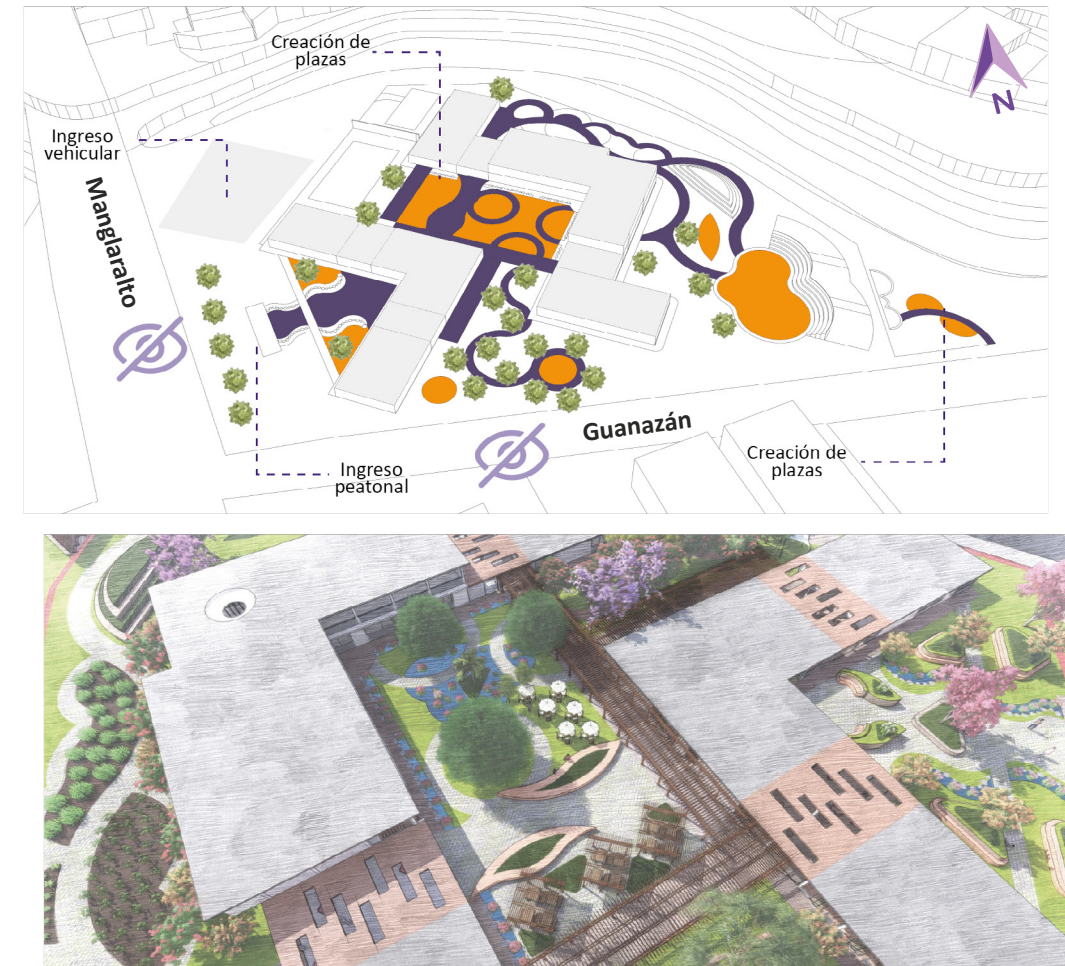 Creación de
plazas
Ingreso
vehicular
Manglaralto
N
Guanazán
Ingreso
peatonal
Creación de
plazas